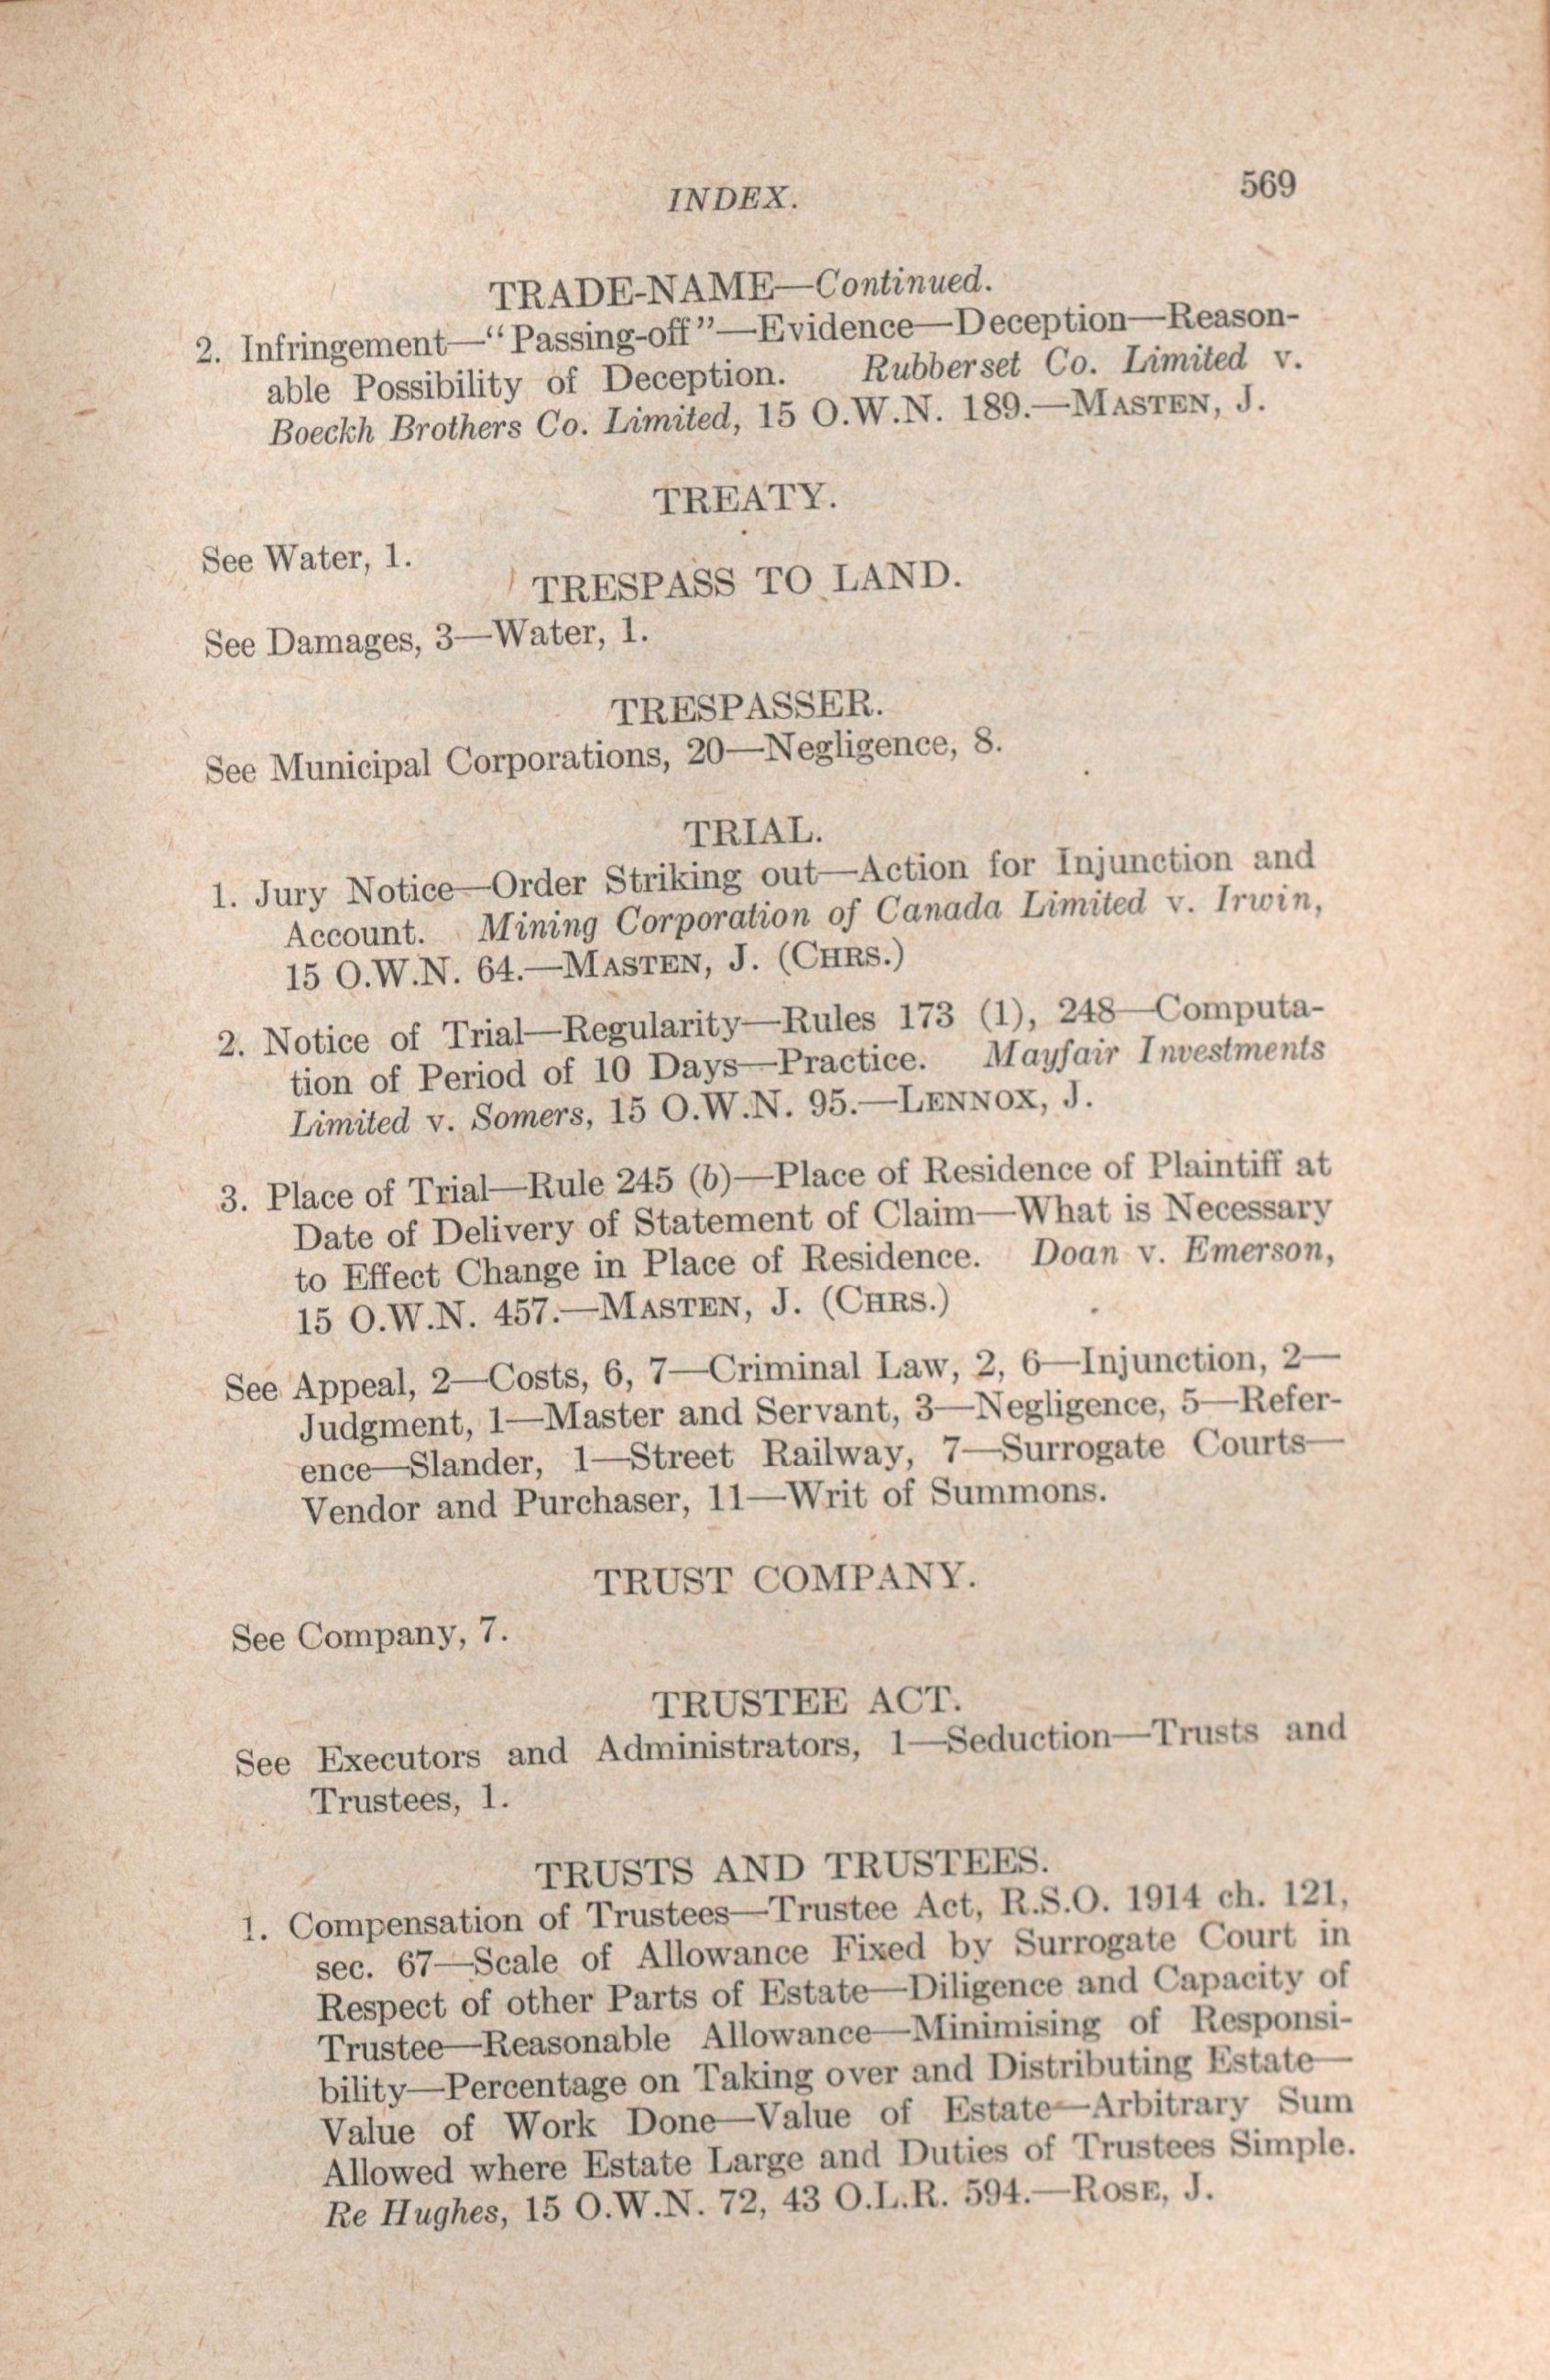 INDEX.
569
TRADE-NAME—Continued.
2. Infringement—“Passing-off”—Evidence—Deception—Reason-
able Possibility of Deception. Rubberset Co. Limited v.
Boeckh Brothers Co. Limited, 15 O.W.N. 189.—MASTEN, J.
TREATY.
See Water, 1.
TRESPASS TO LAND.
See Damages, 3—Water, 1.
TRESPASSER.
See Municipal Corporations, 20—Negligence, 8.
TRIAL.
1. Jury Notice—Order Striking out—Action for Injunction and
Account. Mining Corporation of Canada Limited v. Irwin,
15 O.W.N. 64.—MASTEN, J. (CHRS.)
2. Notice of Trial—Regularity—Rules 173 (1), 248—Computa-
tion of Period of 10 Days—Practice. Mayfair Investments
Limited v. Somers, 15 O.W.N. 95.—LENNOX, J.
3. Place of Trial—Rule 245 (b)—Place of Residence of Plaintiff at
Date of Delivery of Statement of Claim—What is Necessary
to Effect Change in Place of Residence. Doan v. Emerson,
15 O.W.N. 457.—MASTEN, J. (CHRS.)
See Appeal, 2—Costs, 6, 7—Criminal Law, 2, 6—Injunction, 2—
Judgment, 1—Master and Servant, 3—Negligence, 5—Refer-
ence—Slander, 1—Street Railway, 7—Surrogate Courts—
Vendor and Purchaser, 11—Writ of Summons.
TRUST COMPANY.
See Company, 7.
TRUSTEE ACT.
See Executors and Administrators, 1—Seduction—Trusts and
Trustees, 1.
TRUSTS AND TRUSTEES.
1. Compensation of Trustees—Trustee Act, R.S.O. 1914 ch. 121,
sec. 67—Scale of Allowance Fixed by Surrogate Court in
Respect of other Parts of Estate—Diligence and Capacity of
Trustee—Reasonable Allowance—Minimising of Responsi-
bility—Percentage on Taking over and Distributing Estate—
Value of Work Done—Value of Estate—Arbitrary Sum
Allowed where Estate Large and Duties of Trustees Simple.
Re Hughes, 15 O.W.N. 72, 43 O.L.R. 594.—ROSE, J.